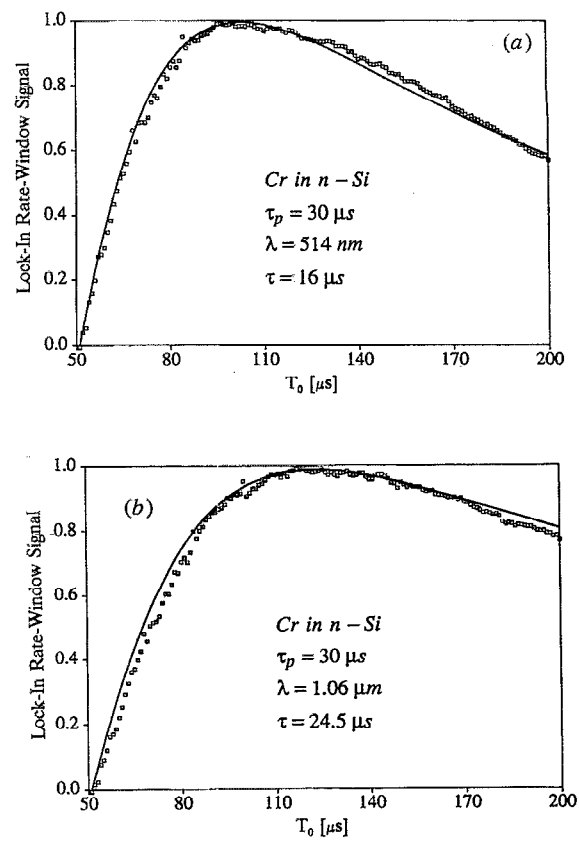 (a)
Lock-In Rate-Window Signal
1.0
0.8
0.6
0.4
0.2
0.0
Cr in n – Si
τp = 30 μs
λ = 514 nm
τ = 16 μs
50 80 110 140 170 200
T0 [μs]
(b)
Lock-In Rate-Window Signal
1.0
0.8
0.6
0.4
0.2
0.0
Cr in n – Si
τp = 30 μs
λ = 1.06 μm
τ = 24.5 μs
50 80 110 140 170 200
T0 [μs]